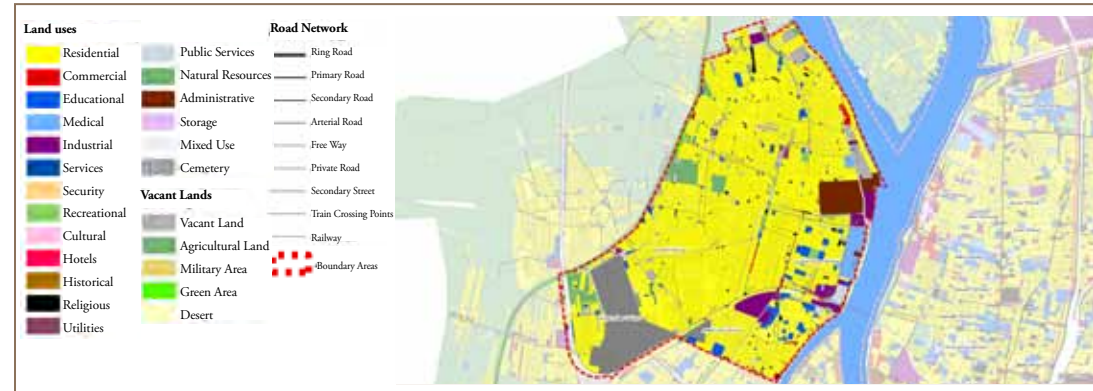 Land uses
Residential
Commercial
Educational
Medical
Industrial
Services
Security
Recreational
Cultural
Hotels
Historical
Religious
Utilities
Public Services
Natural Resources
Administrative
Storage
Mixed Use
Cemetery
Vacant Lands
Vacant Land
Agricultural Land
Military Area
Green Area
Desert
Road Network
Ring Road
Primary Road
Secondary Road
Arterial Road
Free Way
Private Road
Secondary Street
Train Crossing Points
Railway
Boundary Areas